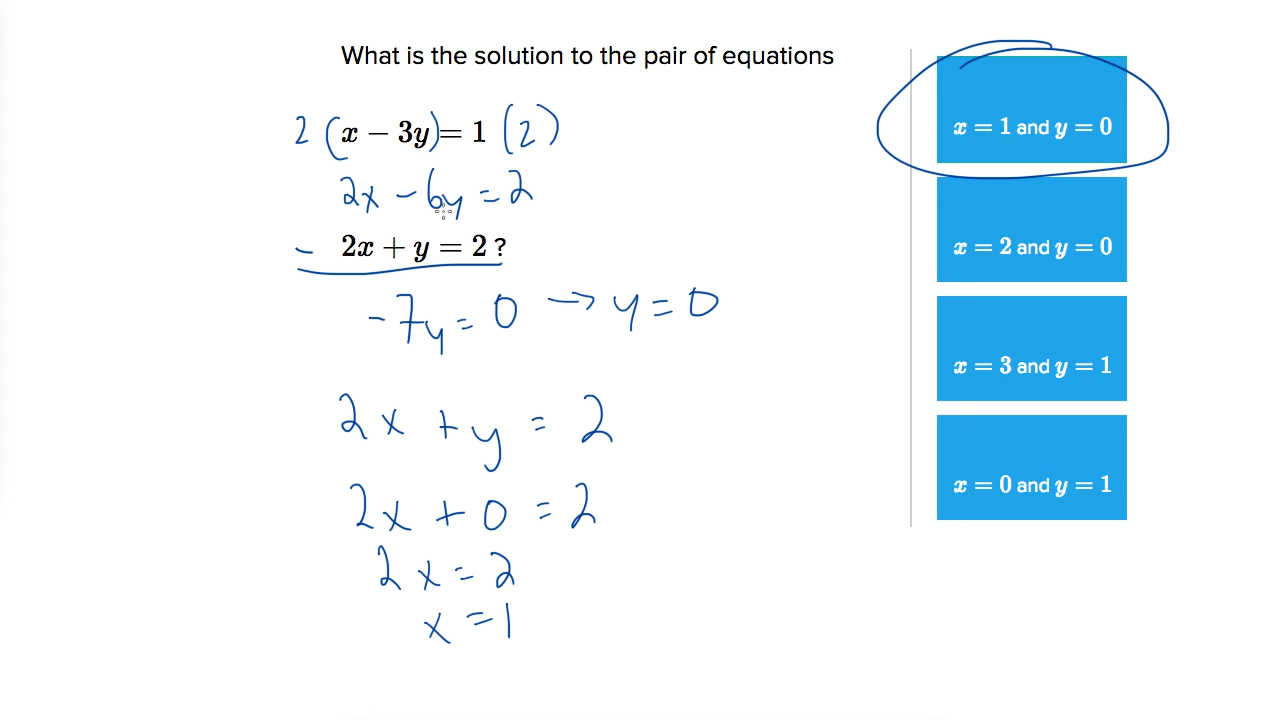 What is the solution to the pair of equations
2 (x − 3y) = 1 (2)
2x − 6y = 2
− 2x + y = 2 ?
-7y = 0 → y = 0
2x + y = 2
2x + 0 = 2
2x = 2
x = 1
x = 1 and y = 0
x = 2 and y = 0
x = 3 and y = 1
x = 0 and y = 1